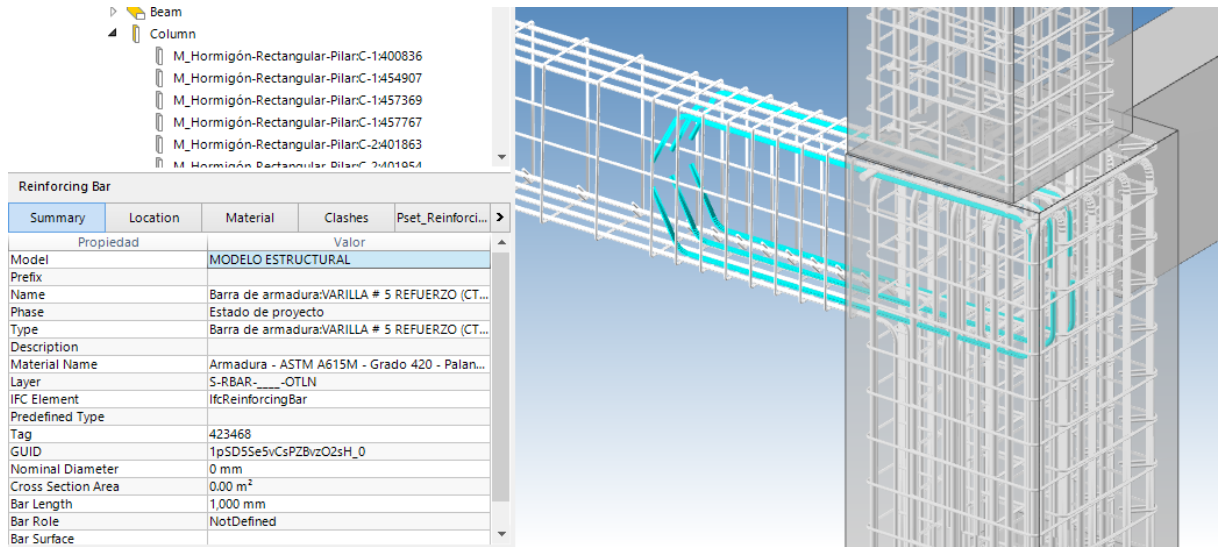 Beam
Column
M_Hormigón-Rectangular-Pilar:C-1:400836
M_Hormigón-Rectangular-Pilar:C-1:454907
M_Hormigón-Rectangular-Pilar:C-1:457369
M_Hormigón-Rectangular-Pilar:C-1:457767
M_Hormigón-Rectangular-Pilar:C-2:401863
M_Hormigón-Rectangular-Pilar:C-2:401954
Reinforcing Bar
Summary Location Material Clashes Pset_Reinforci... >
Propiedad Valor
Model MODELO ESTRUCTURAL
Prefix
Name Barra de armadura:VARILLA # 5 REFUERZO (CT...
Phase Estado de proyecto
Type Barra de armadura:VARILLA # 5 REFUERZO (CT...
Description
Material Name Armadura - ASTM A615M - Grado 420 - Palan...
Layer S-RBAR-____-OTLN
IFC Element IfcReinforcingBar
Predefined Type
Tag 423468
GUID 1pSD5Se5vCsPZBvzO2sH_0
Nominal Diameter 0 mm
Cross Section Area 0.00 m²
Bar Length 1,000 mm
Bar Role NotDefined
Bar Surface